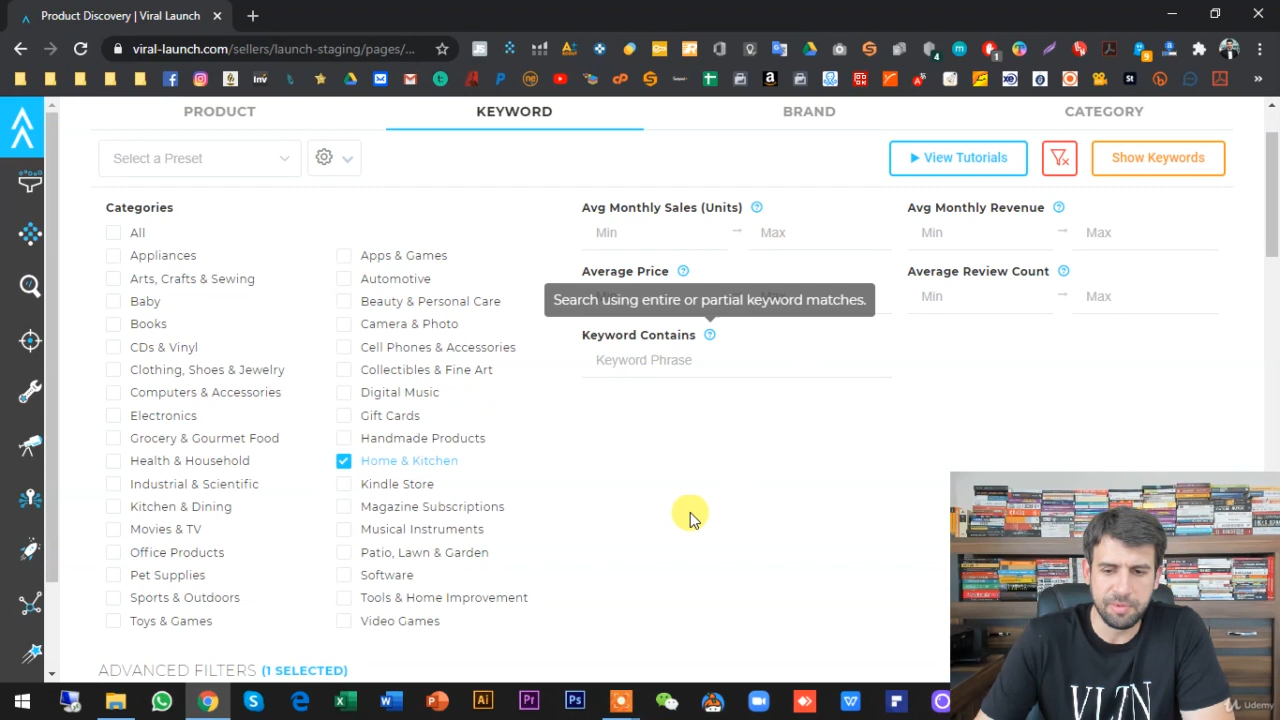 Product Discovery | Viral Launch
viral-launch.com/sellers/launch-staging/pages/...
PRODUCT KEYWORD BRAND CATEGORY
Select a Preset
View Tutorials
Show Keywords
Categories
All
Appliances Apps & Games
Arts, Crafts & Sewing Automotive
Baby Beauty & Personal Care
Books Camera & Photo
CDs & Vinyl Cell Phones & Accessories
Clothing, Shoes & Jewelry Collectibles & Fine Art
Computers & Accessories Digital Music
Electronics Gift Cards
Grocery & Gourmet Food Handmade Products
Health & Household Home & Kitchen
Industrial & Scientific Kindle Store
Kitchen & Dining Magazine Subscriptions
Movies & TV Musical Instruments
Office Products Patio, Lawn & Garden
Pet Supplies Software
Sports & Outdoors Tools & Home Improvement
Toys & Games Video Games
Avg Monthly Sales (Units) Avg Monthly Revenue
Min → Max Min → Max
Average Price Average Review Count
Min → Max
Search using entire or partial keyword matches.
Keyword Contains
Keyword Phrase
ADVANCED FILTERS (1 SELECTED)
VLZN
Udemy